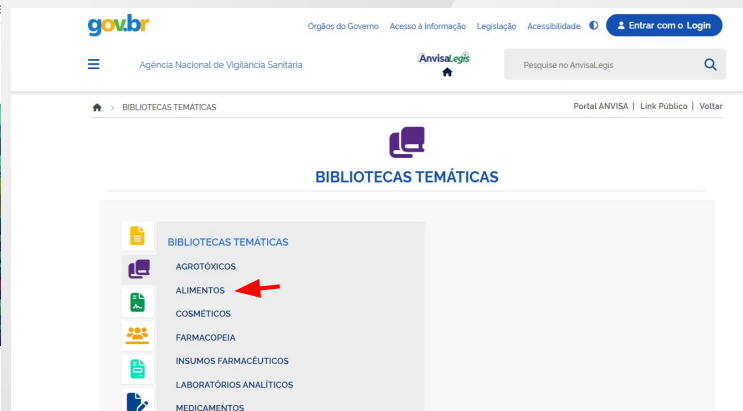 gov.br
Órgãos do Governo Acesso à Informação Legislação Acessibilidade Entrar com o Login
Agência Nacional de Vigilância Sanitária AnvisaLegis Pesquise no AnvisaLegis
> BIBLIOTECAS TEMÁTICAS Portal ANVISA | Link Público | Voltar
BIBLIOTECAS TEMÁTICAS
BIBLIOTECAS TEMÁTICAS
AGROTÓXICOS
ALIMENTOS
COSMÉTICOS
FARMACOPEIA
INSUMOS FARMACÊUTICOS
LABORATÓRIOS ANALÍTICOS
MEDICAMENTOS